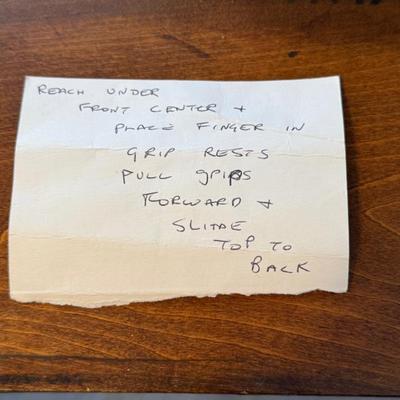 REACH UNDER
FRONT CENTER +
PLACE FINGER IN
GRIP RESTS
PULL GRIPS
FORWARD +
SLIDE
TOP TO
BACK